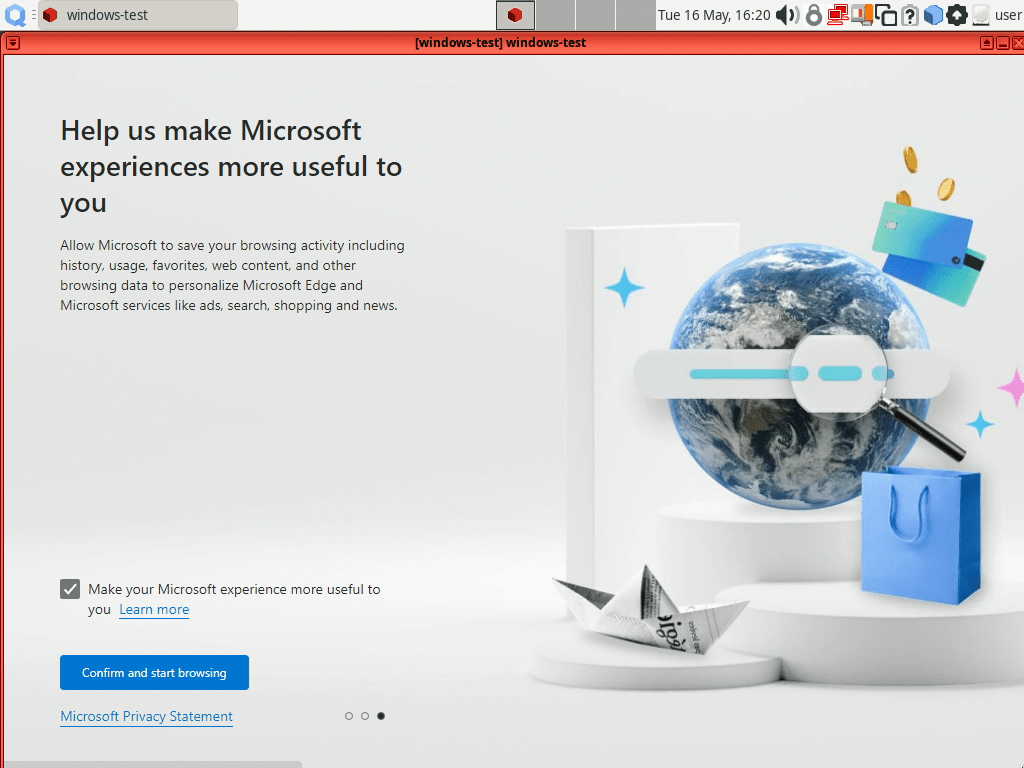 windows-test
Tue 16 May, 16:20
user
[windows-test] windows-test
Help us make Microsoft
experiences more useful to
you
Allow Microsoft to save your browsing activity including
history, usage, favorites, web content, and other
browsing data to personalize Microsoft Edge and
Microsoft services like ads, search, shopping and news.
Make your Microsoft experience more useful to
you Learn more
Confirm and start browsing
Microsoft Privacy Statement